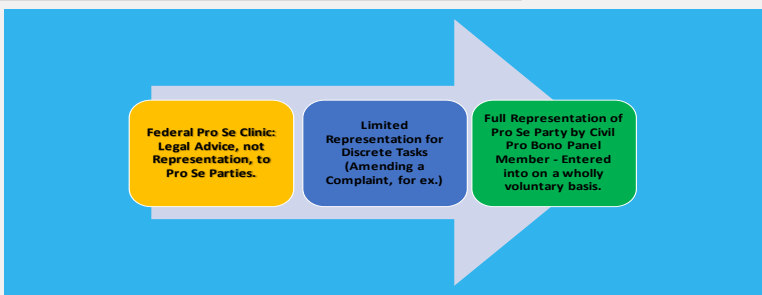 Federal Pro Se Clinic:
Legal Advice, not
Representation, to
Pro Se Parties.
Limited
Representation for
Discrete Tasks
(Amending a
Complaint, for ex.)
Full Representation of
Pro Se Party by Civil
Pro Bono Panel
Member - Entered
into on a wholly
voluntary basis.